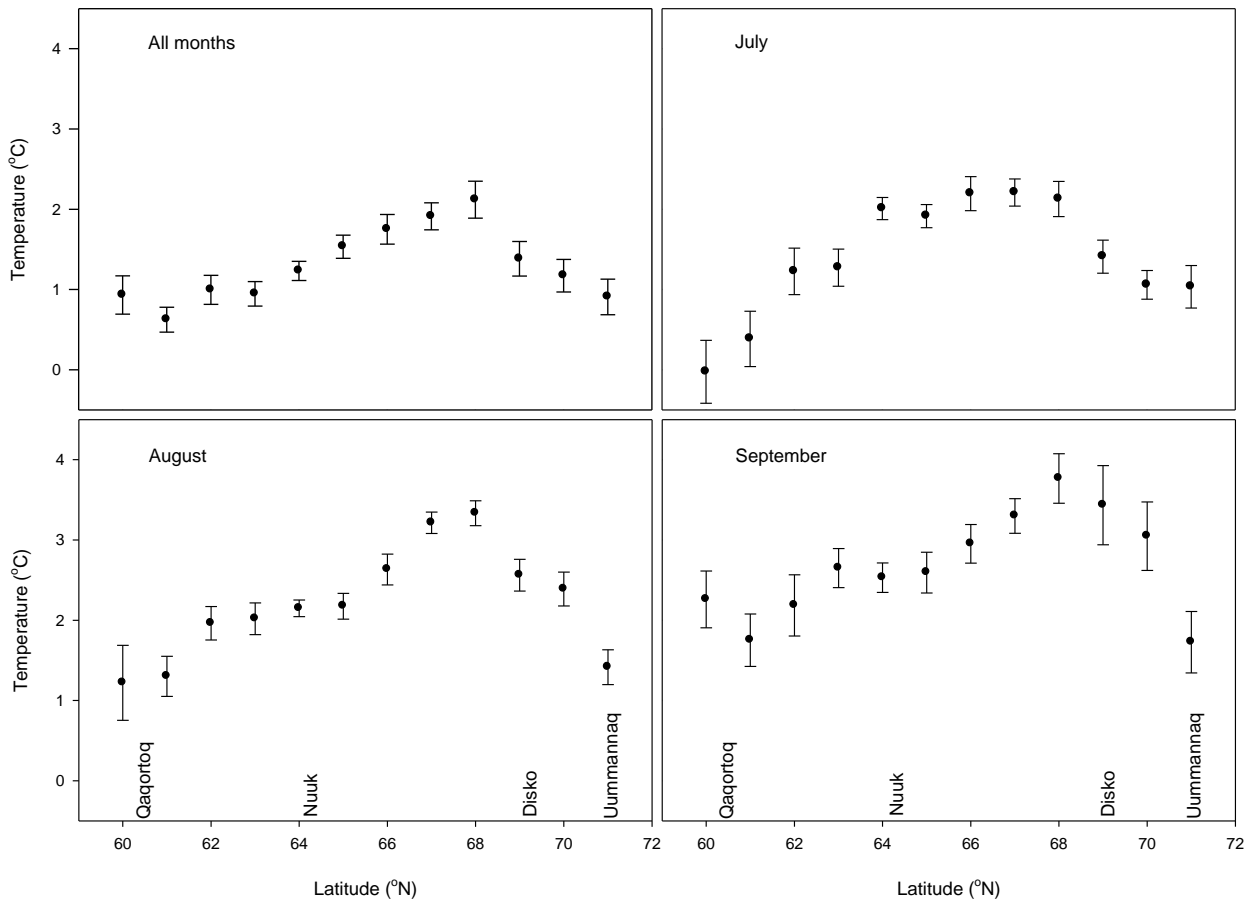 All months
July
4
3
2
1
0
Temperature (°C)
August
September
4
3
2
1
0
Temperature (°C)
Qaqortoq
Nuuk
Disko
Uummannaq
Qaqortoq
Nuuk
Disko
Uummannaq
60 62 64 66 68 70 72
60 62 64 66 68 70 72
Latitude (°N)
Latitude (°N)